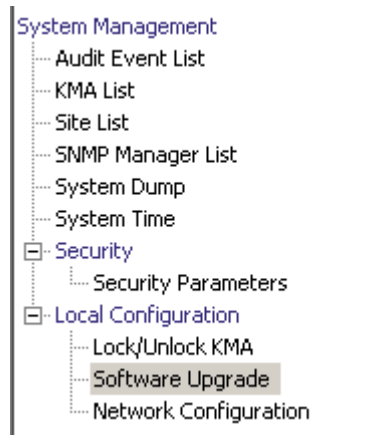 System Management
Audit Event List
KMA List
Site List
SNMP Manager List
System Dump
System Time
Security
Security Parameters
Local Configuration
Lock/Unlock KMA
Software Upgrade
Network Configuration